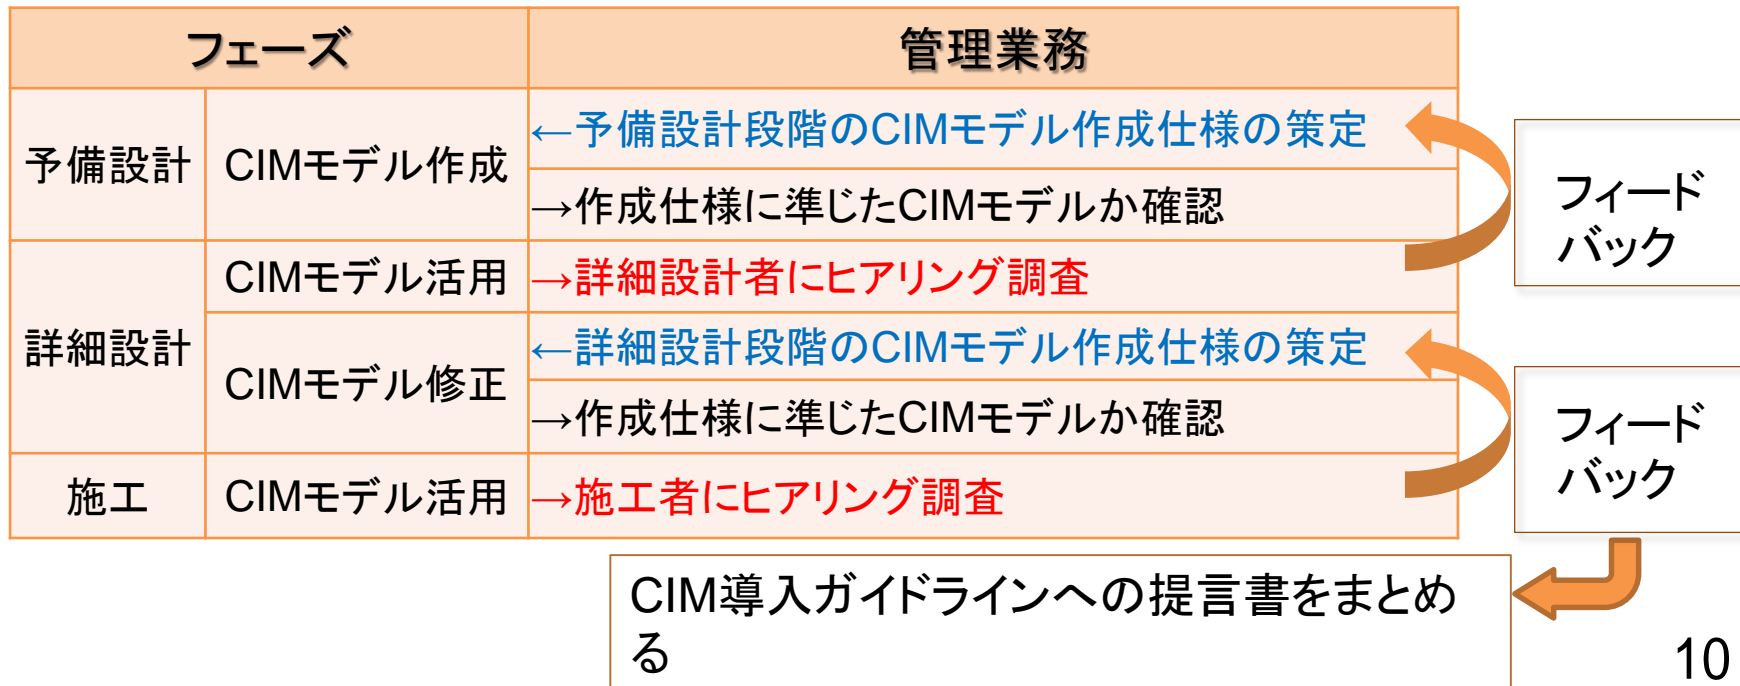 フェーズ
管理業務
予備設計
CIMモデル作成
←予備設計段階のCIMモデル作成仕様の策定
→作成仕様に準じたCIMモデルか確認
詳細設計
CIMモデル活用
→詳細設計者にヒアリング調査
CIMモデル修正
←詳細設計段階のCIMモデル作成仕様の策定
→作成仕様に準じたCIMモデルか確認
施工
CIMモデル活用
→施工者にヒアリング調査
フィード
バック
フィード
バック
CIM導入ガイドラインへの提言書をまとめ
る
10